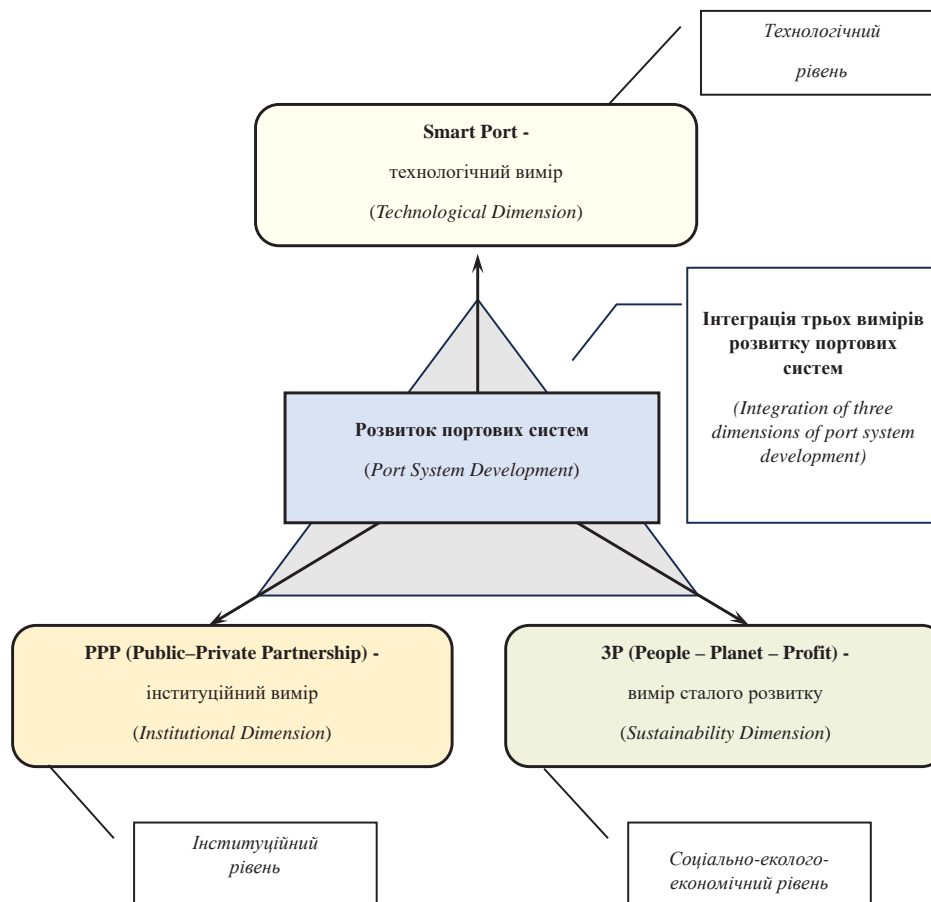 Технологічний
рівень
Smart Port -
технологічний вимір
(Technological Dimension)
Інтеграція трьох вимірів
розвитку портових
систем
(Integration of three
dimensions of port system
development)
Розвиток портових систем
(Port System Development)
PPP (Public–Private Partnership) -
інституційний вимір
(Institutional Dimension)
3P (People – Planet – Profit) -
вимір сталого розвитку
(Sustainability Dimension)
Інституційний
рівень
Соціально-еколого-
економічний рівень